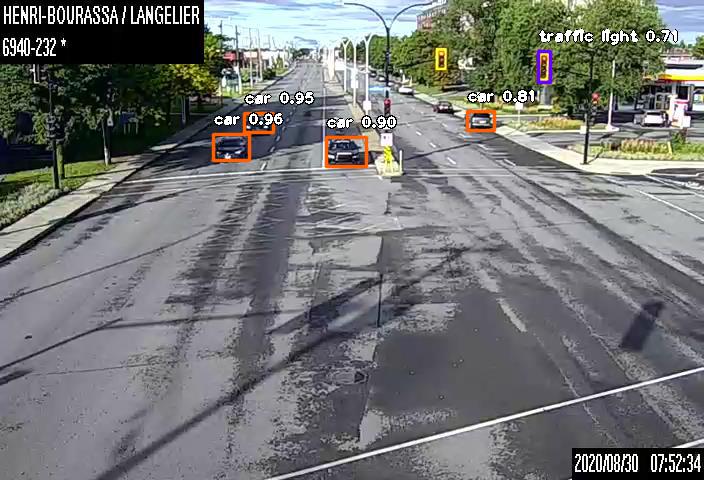 HENRI-BOURASSA / LANGELIER
6940-232 *
traffic light 0.71
car 0.95
car 0.81
car 0.96
car 0.90
2020/08/30 07:52:34